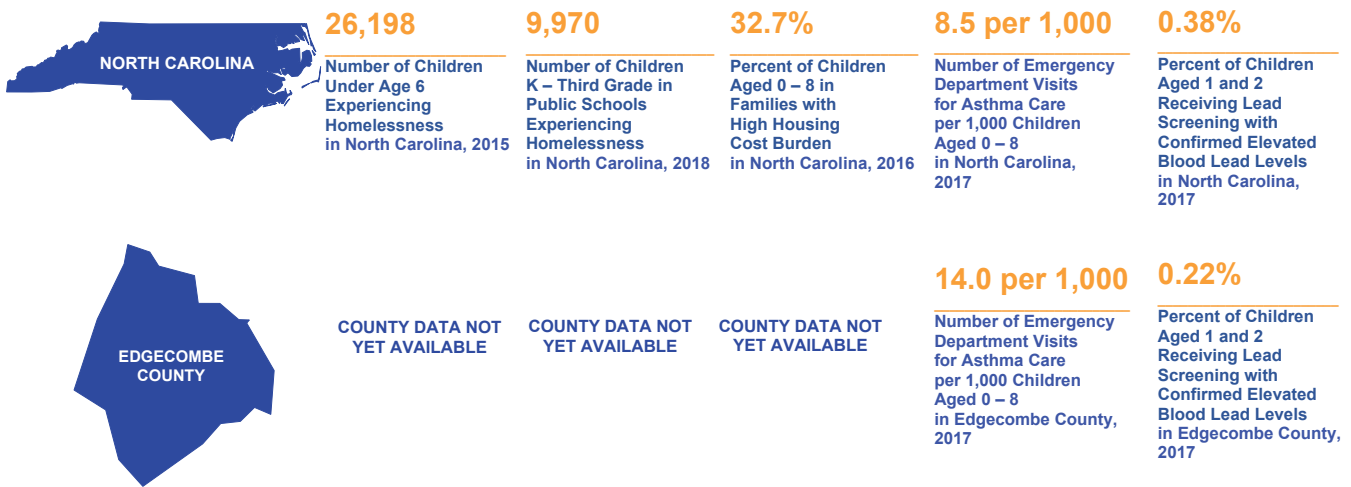 NORTH CAROLINA
26,198
Number of Children
Under Age 6
Experiencing
Homelessness
in North Carolina, 2015
9,970
Number of Children
K – Third Grade in
Public Schools
Experiencing
Homelessness
in North Carolina, 2018
32.7%
Percent of Children
Aged 0 – 8 in
Families with
High Housing
Cost Burden
in North Carolina, 2016
8.5 per 1,000
Number of Emergency
Department Visits
for Asthma Care
per 1,000 Children
Aged 0 – 8
in North Carolina,
2017
0.38%
Percent of Children
Aged 1 and 2
Receiving Lead
Screening with
Confirmed Elevated
Blood Lead Levels
in North Carolina,
2017
EDGECOMBE
COUNTY
COUNTY DATA NOT
YET AVAILABLE
COUNTY DATA NOT
YET AVAILABLE
COUNTY DATA NOT
YET AVAILABLE
14.0 per 1,000
Number of Emergency
Department Visits
for Asthma Care
per 1,000 Children
Aged 0 – 8
in Edgecombe County,
2017
0.22%
Percent of Children
Aged 1 and 2
Receiving Lead
Screening with
Confirmed Elevated
Blood Lead Levels
in Edgecombe County,
2017